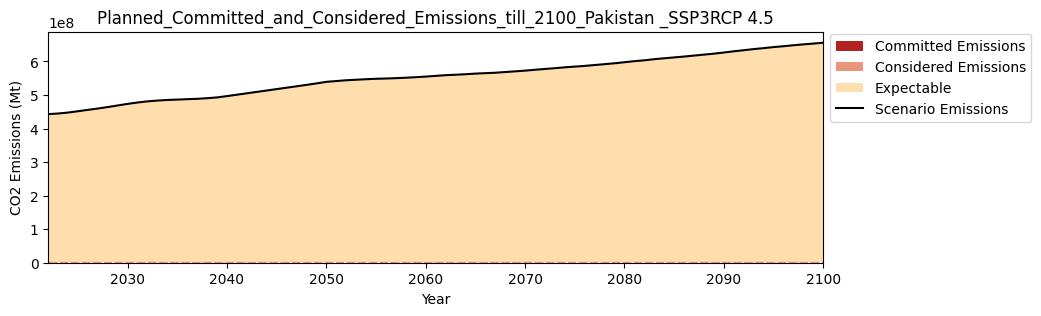 Planned_Committed_and_Considered_Emissions_till_2100_Pakistan _SSP3RCP 4.5
1e8
6
5
4
3
2
1
0
CO2 Emissions (Mt)
2030 2040 2050 2060 2070 2080 2090 2100
Year
Committed Emissions
Considered Emissions
Expectable
Scenario Emissions